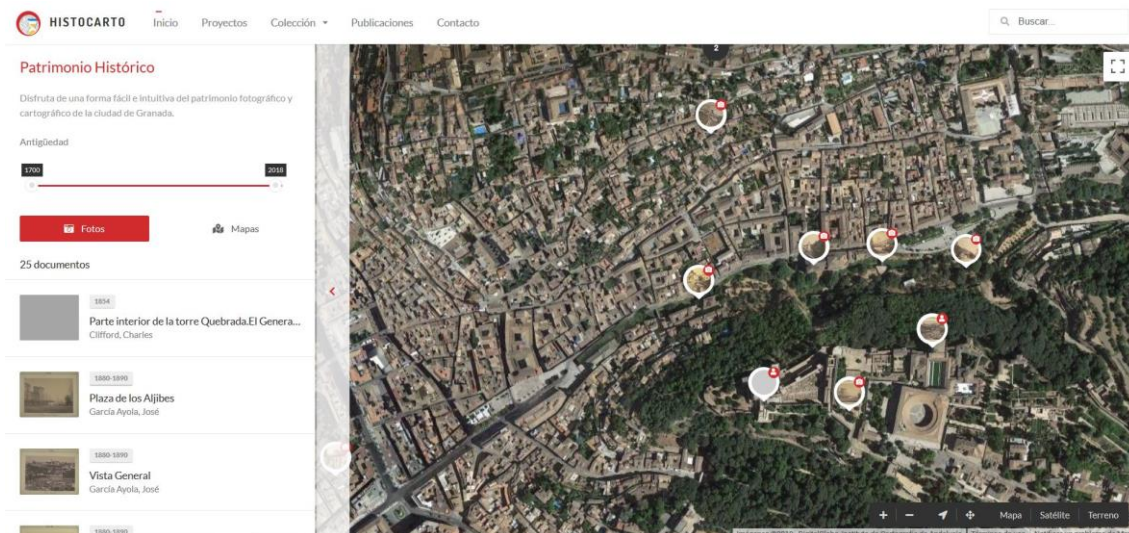 HISTOCARTO
Inicio
Proyectos
Colección
Publicaciones
Contacto
Buscar...
Patrimonio Histórico
Disfruta de una forma fácil e intuitiva del patrimonio fotográfico y
cartográfico de la ciudad de Granada.
Antigüedad
1700
2018
Fotos
Mapas
25 documentos
1854
Parte interior de la torre Quebrada.El Genera...
Clifford, Charles
1880-1890
Plaza de los Aljibes
García Ayola, José
1880-1890
Vista General
García Ayola, José
1880-1890
2
Mapa
Satélite
Terreno